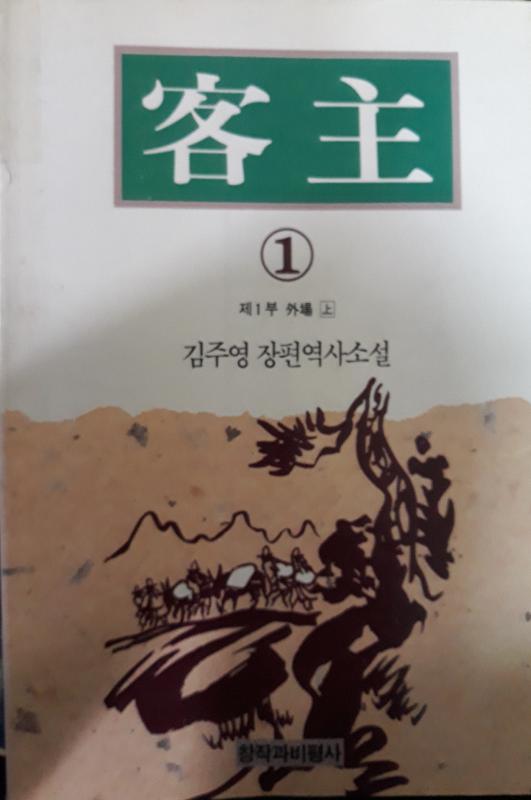 客主
①
제1부 外場 上
김주영 장편역사소설
창작과비평사